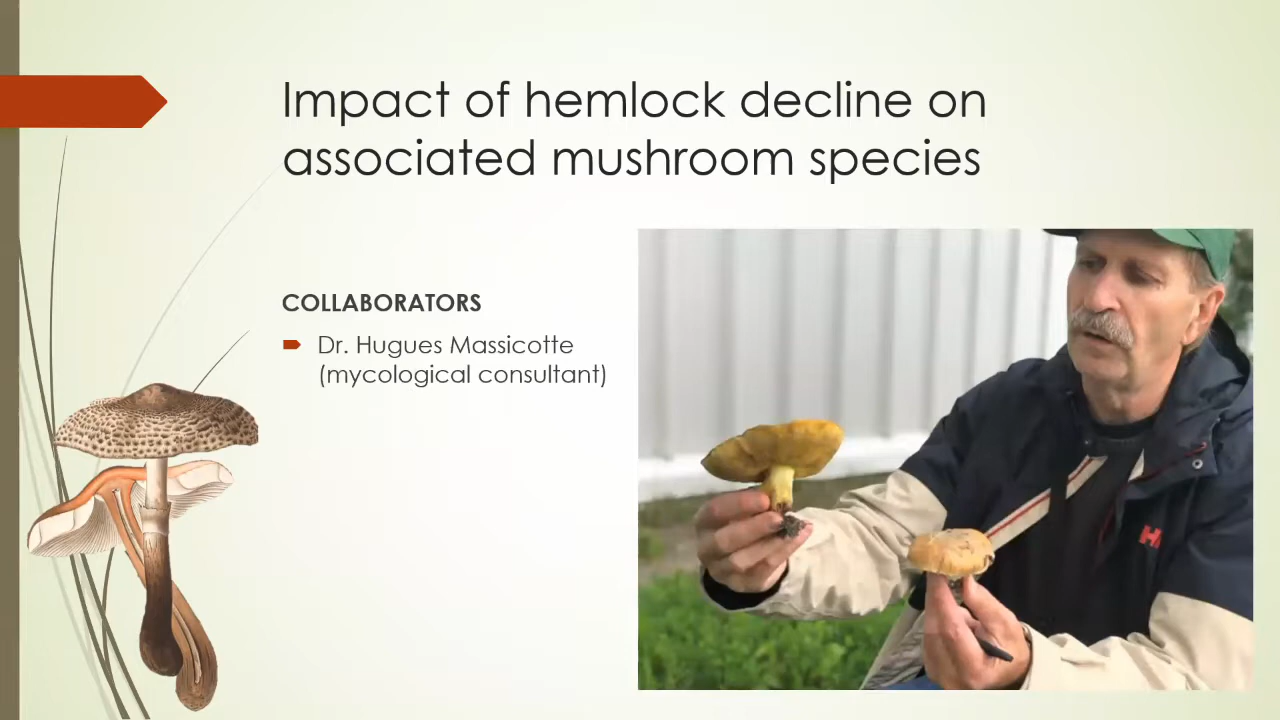 Impact of hemlock decline on
associated mushroom species
COLLABORATORS
Dr. Hugues Massicotte
(mycological consultant)